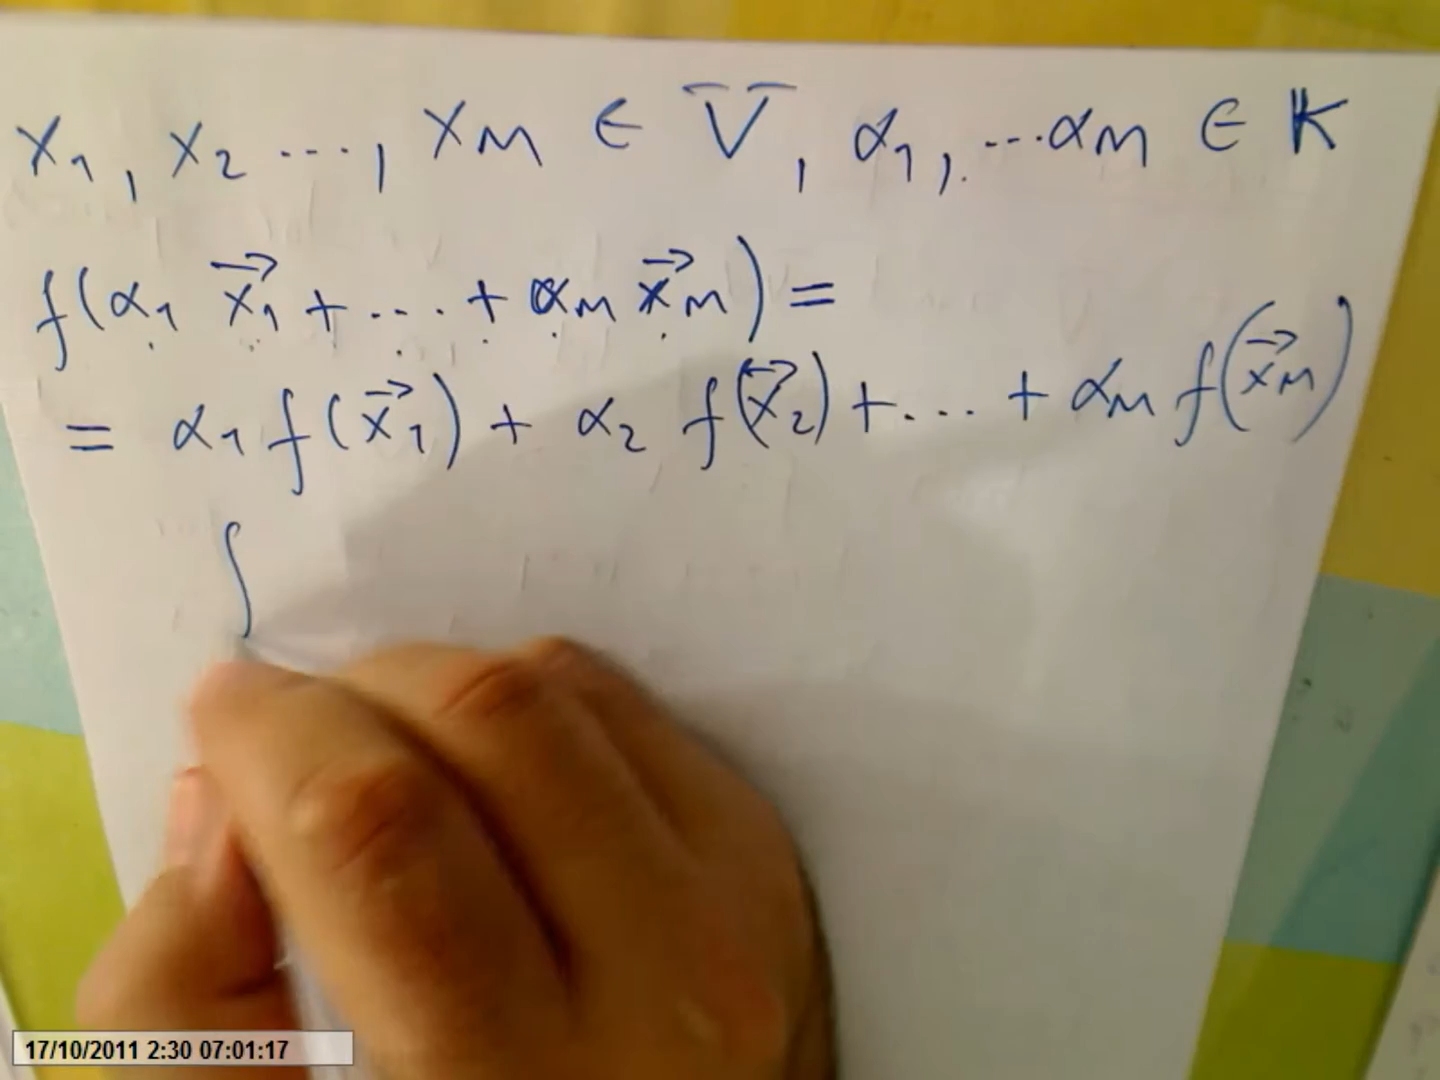 x₁, x₂ ..., xₘ ∈ V, α₁, ... αₘ ∈ K
f(α₁ x⃗₁ + ... + αₘ x⃗ₘ) =
= α₁ f(x⃗₁) + α₂ f(x⃗₂) + ... + αₘ f(x⃗ₘ)
17/10/2011 2:30 07:01:17